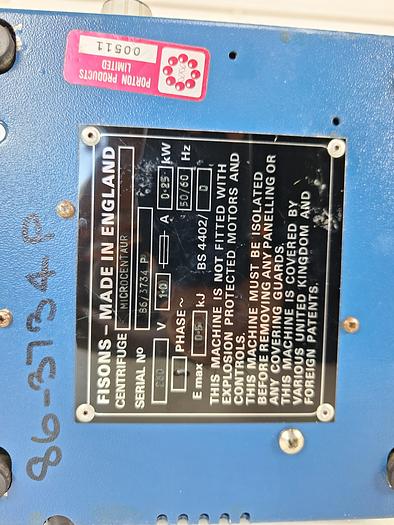 FISONS – MADE IN ENGLAND
CENTRIFUGE MICROCENTAUR
SERIAL NO 86/3734 P
V 1·0 A 0·25 kW
1 PHASE~ 50/60 Hz
E max 0·5 kJ BS 4402/ D
THIS MACHINE IS NOT FITTED WITH
EXPLOSION PROTECTED MOTORS AND
CONTROLS.
THIS MACHINE MUST BE ISOLATED
BEFORE REMOVING ANY PANELLING OR
ANY COVERING GUARDS.
THIS MACHINE IS COVERED BY
VARIOUS UNITED KINGDOM AND
FOREIGN PATENTS.
86-3734 P
00511
PORTON PRODUCTS
LIMITED